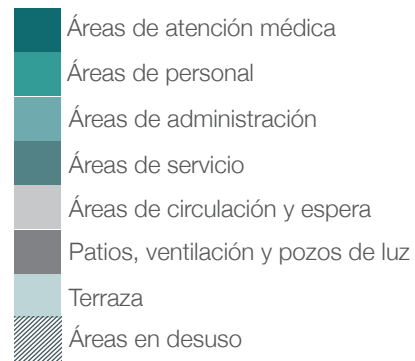 Áreas de atención médica
Áreas de personal
Áreas de administración
Áreas de servicio
Áreas de circulación y espera
Patios, ventilación y pozos de luz
Terraza
Áreas en desuso